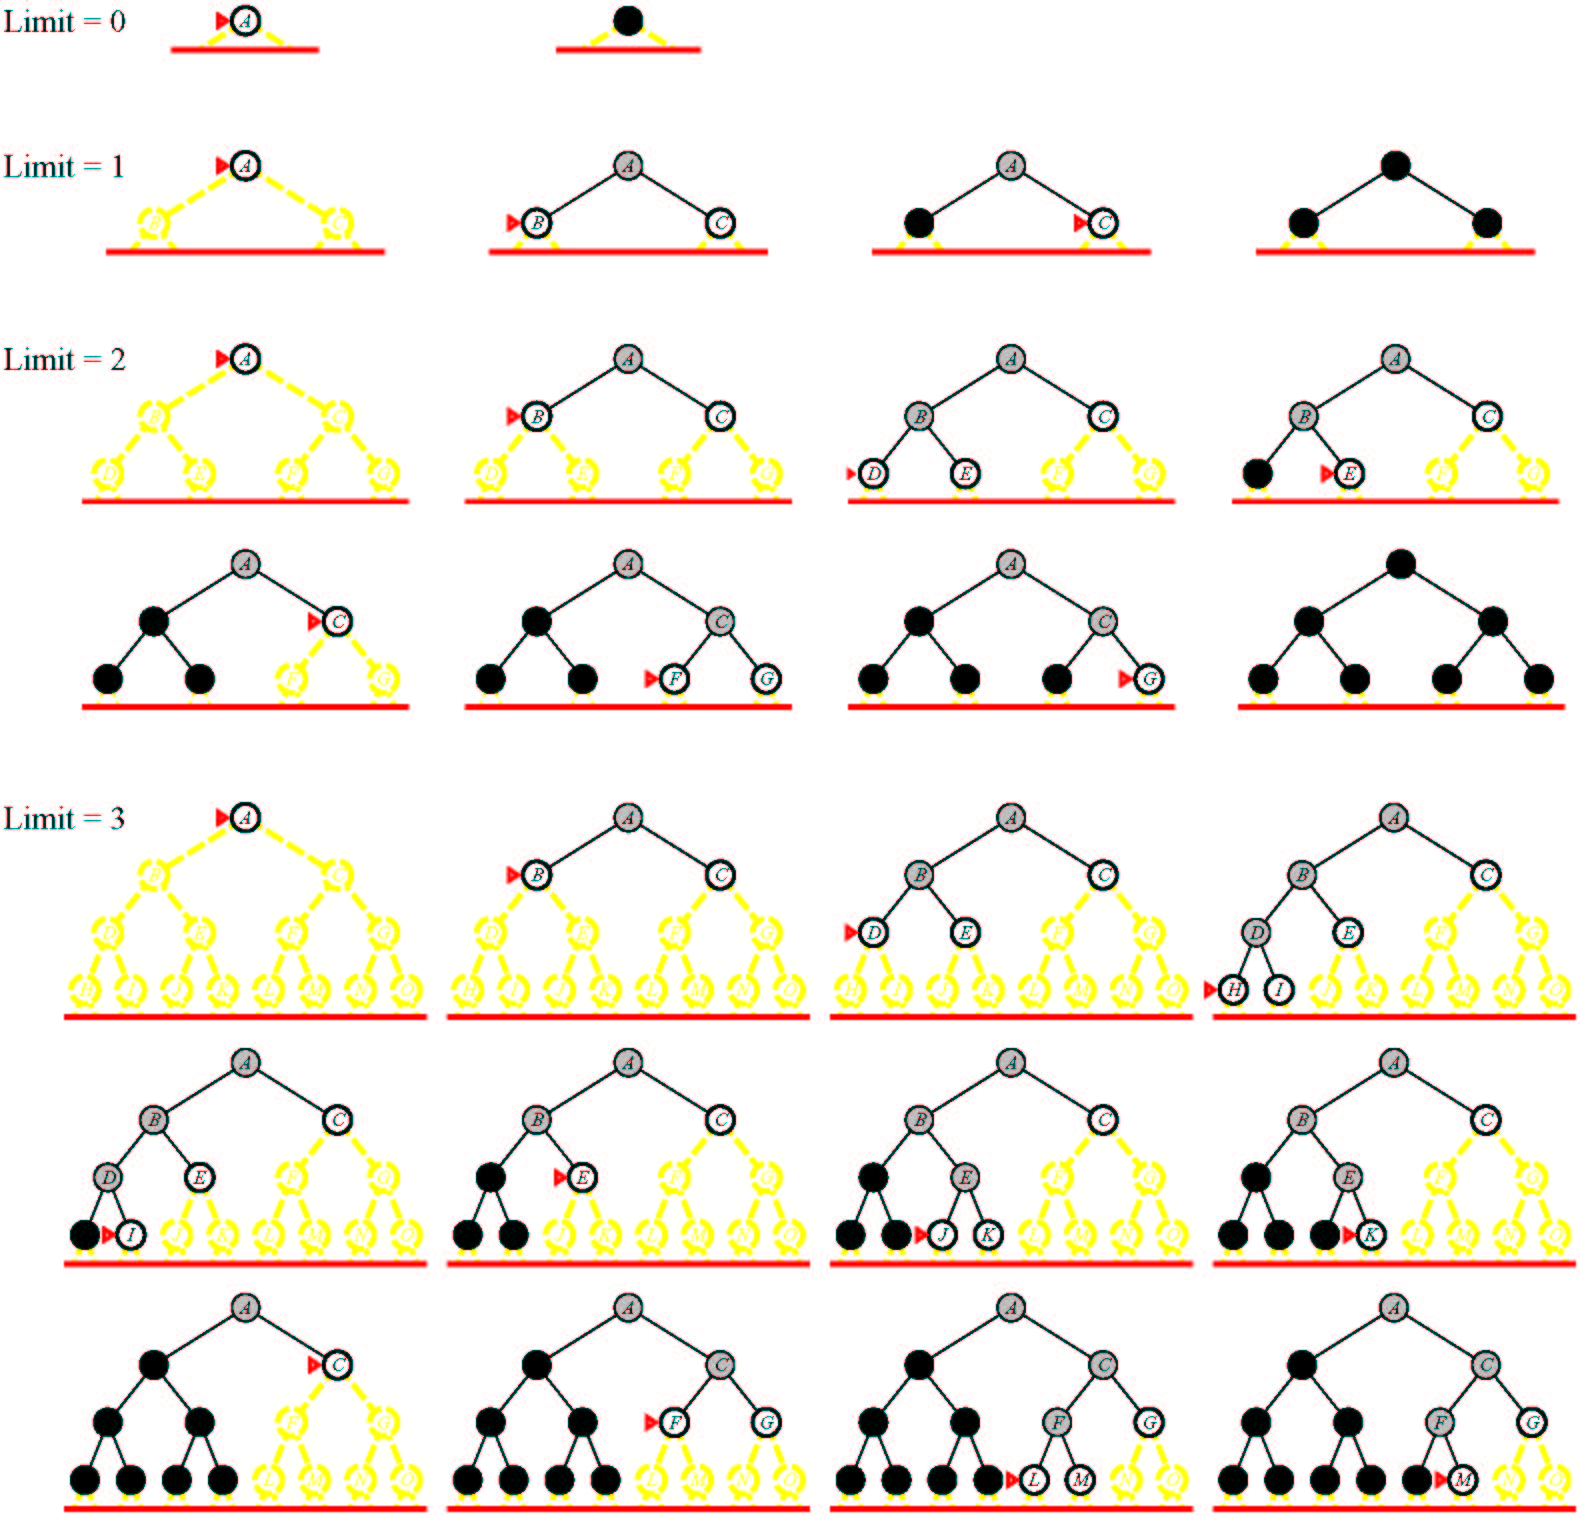 Limit = 0 A
Limit = 1 A A A
B C B C C
Limit = 2 A A A A
B C B C B C B C
D E F G D E F G D E F G E F G
A A A
C C C
F G F G G
Limit = 3 A A A A
B C B C B C B C
D E F G D E F G D E F G D E F G
H I J K L M N O H I J K L M N O H I J K L M N O H I J K L M N O
A A A A
B C B C B C B C
D E F G E F G E F G E F G
I J K L M N O J K L M N O J K L M N O K L M N O
A A A A
C C C C
F G F G F G F G
L M N O L M N O L M N O M N O